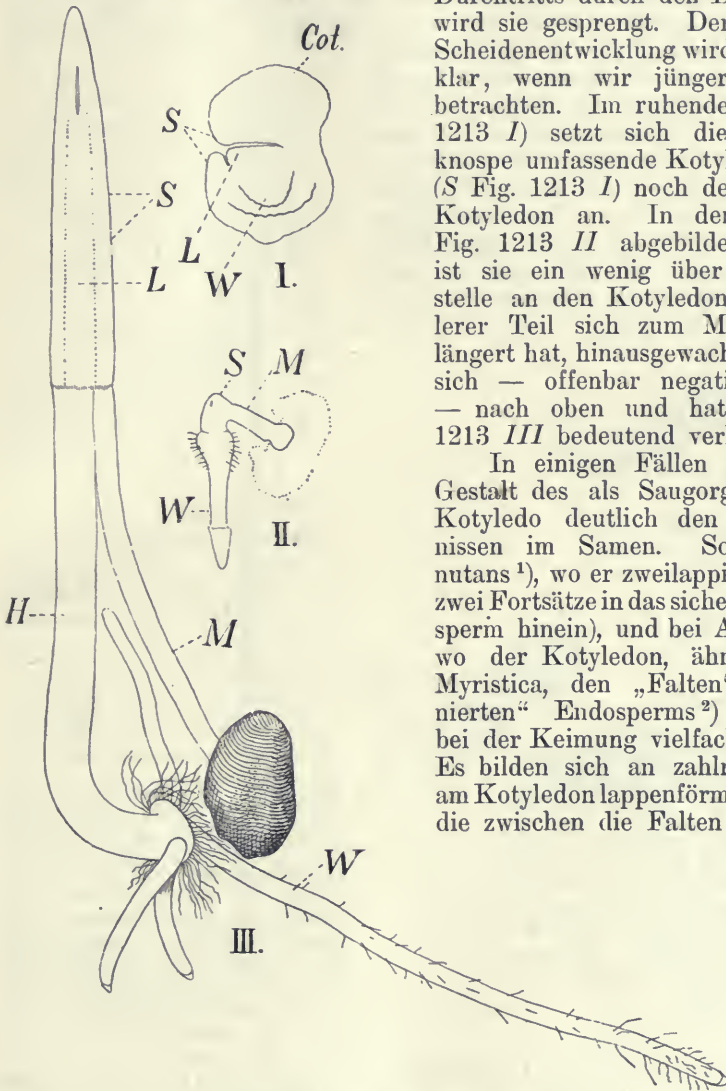 Durchtritts durch den
wird sie gesprengt. Der
Scheidenentwicklung wird
klar, wenn wir jünger
betrachten. Im ruhende
1213 I) setzt sich die
knospe umfassende Kotyl
(S Fig. 1213 I) noch de
Kotyledon an. In der
Fig. 1213 II abgebilde
ist sie ein wenig über
stelle an den Kotyledon
lerer Teil sich zum M
längert hat, hinausgewach
sich — offenbar negati
— nach oben und hat
1213 III bedeutend ver
In einigen Fällen
Gestalt des als Saugorg
Kotyledo deutlich den
nissen im Samen. So
nutans ¹), wo er zweilappi
zwei Fortsätze in das siche
sperm hinein), und bei A
wo der Kotyledon, ähn
Myristica, den „Falten“
nierten“ Endosperms ²)
bei der Keimung vielfac
Es bilden sich an zahlr
am Kotyledon lappenförm
die zwischen die Falten
Cot.
S
L
W
I.
S
L
S
M
W
II.
H
M
W
III.